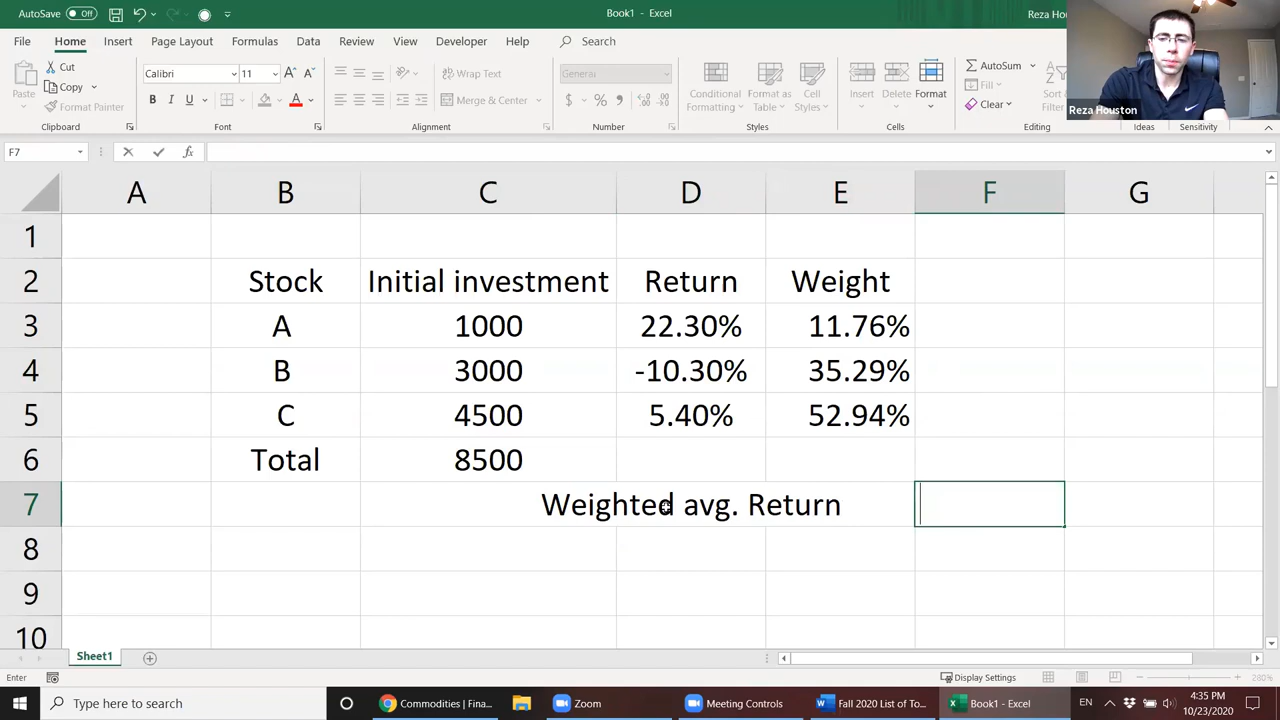 AutoSave Off
Book1 - Excel
Reza Hou
File Home Insert Page Layout Formulas Data Review View Developer Help Search
Paste
Cut
Copy
Format Painter
Clipboard
Calibri 11
B I U
Font
Wrap Text
Merge & Center
Alignment
General
$ % ,
Number
Conditional Formatting
Format as Table
Cell Styles
Styles
Insert Delete Format
Cells
AutoSum
Fill
Clear
Editing
Ideas
Sensitivity
Reza Houston
F7
fx
A B C D E F G
1
2 Stock Initial investment Return Weight
3 A 1000 22.30% 11.76%
4 B 3000 -10.30% 35.29%
5 C 4500 5.40% 52.94%
6 Total 8500
7 Weighted avg. Return
8
9
10
Sheet1
Enter
Display Settings
280%
Type here to search
Commodities | Fina...
Zoom
Meeting Controls
Fall 2020 List of To...
Book1 - Excel
EN
4:35 PM
10/23/2020